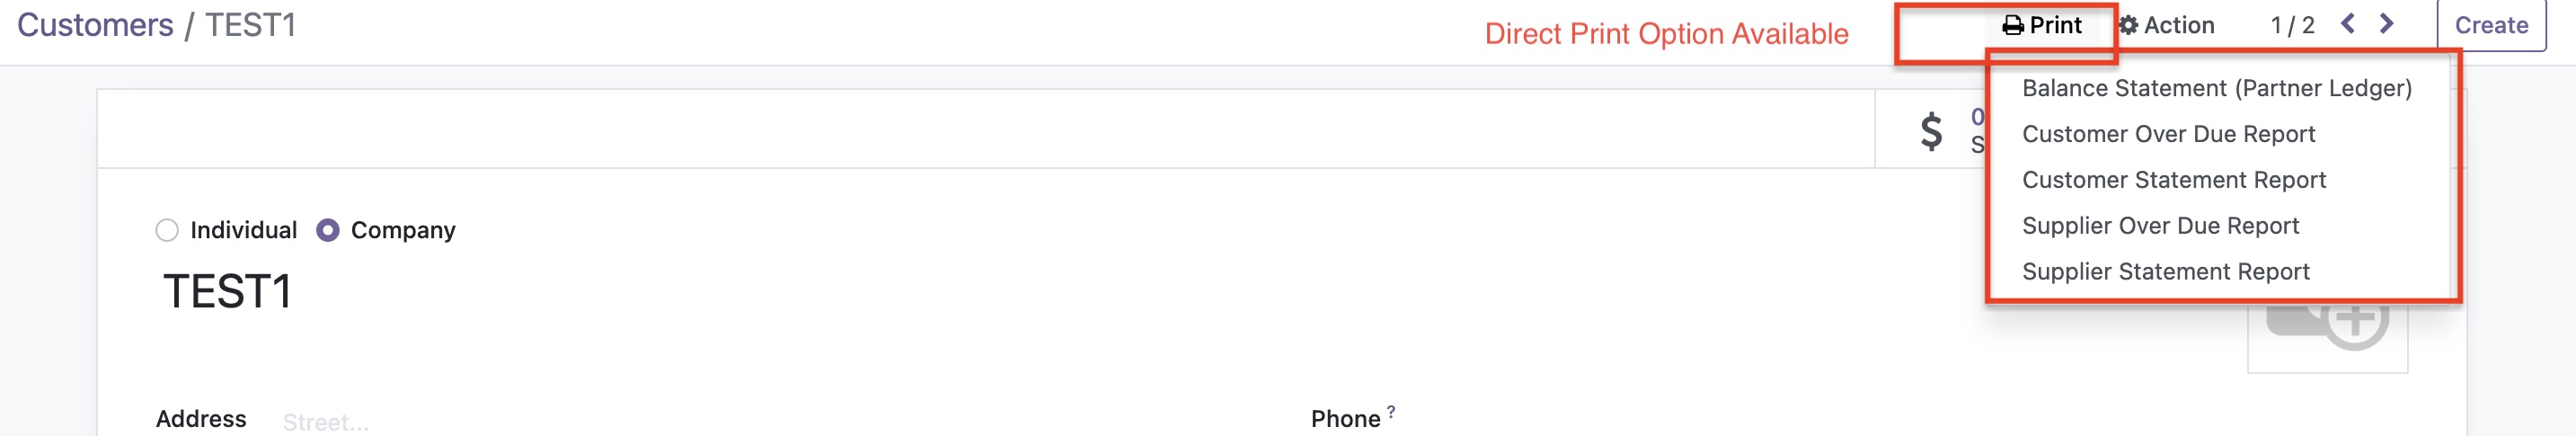 Customers / TEST1
Direct Print Option Available
Print
Action
1 / 2
Create
Balance Statement (Partner Ledger)
$ 0
S
Customer Over Due Report
Customer Statement Report
Supplier Over Due Report
Supplier Statement Report
Individual
Company
TEST1
Address
Street...
Phone ?